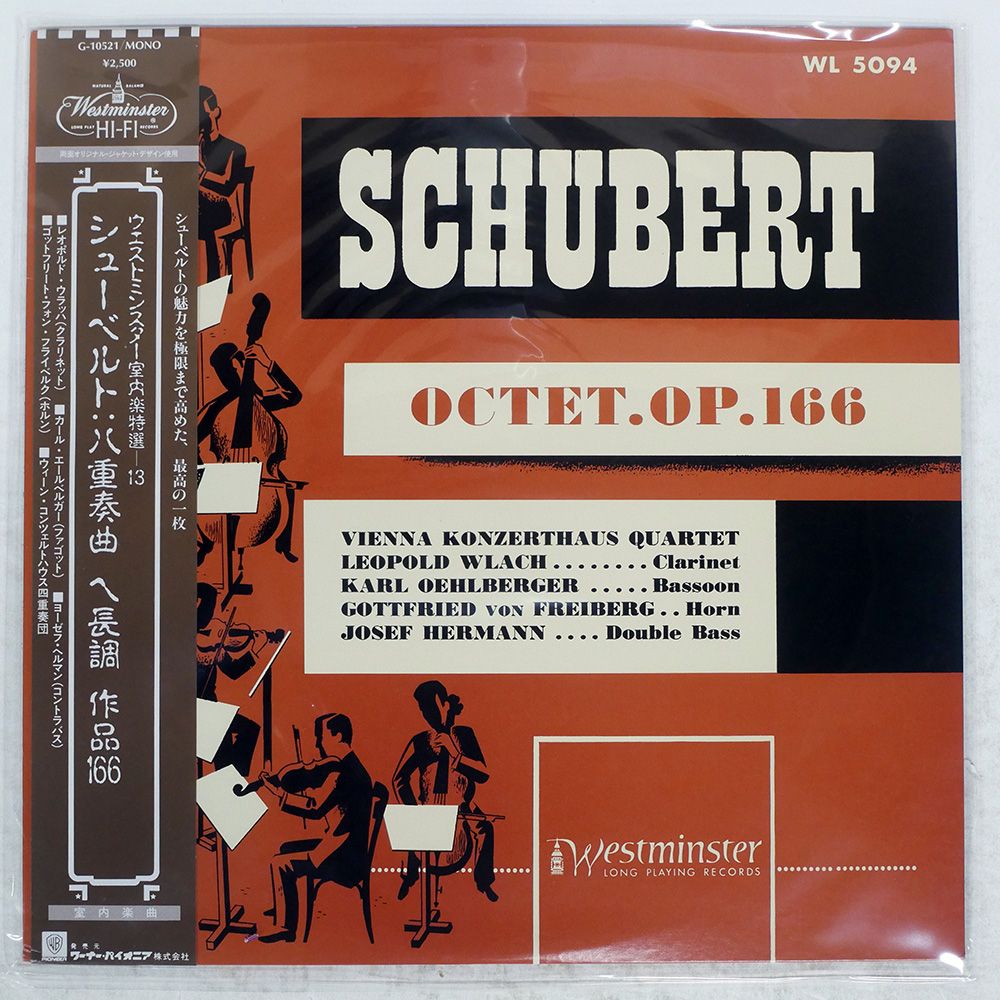 G-10521/MONO
¥2,500
NATURAL BALANCE
Westminster
LONG PLAY RECORDS
HI-FI
両面オリジナル・ジャケット・デザイン使用
シューベルトの魅力を極限まで高めた、最高の一枚
ウエストミンスター室内楽特選—13
シューベルト:八重奏曲 ヘ長調 作品166
■レオポルド・ウラッハ(クラリネット) ■カール・エールベルガー(ファゴット) ■ヨーゼフ・ヘルマン(コントラバス)
■ゴットフリート・フォン・フライベルク(ホルン) ■ウィーン・コンツェルトハウス四重奏団
室内楽曲
WB
PIONEER
発売元
ワーナー・パイオニア株式会社
WL 5094
SCHUBERT
OCTET.OP.166
VIENNA KONZERTHAUS QUARTET
LEOPOLD WLACH ........ Clarinet
KARL OEHLBERGER ..... Bassoon
GOTTFRIED VON FREIBERG .. Horn
JOSEF HERMANN .... Double Bass
Westminster
LONG PLAYING RECORDS